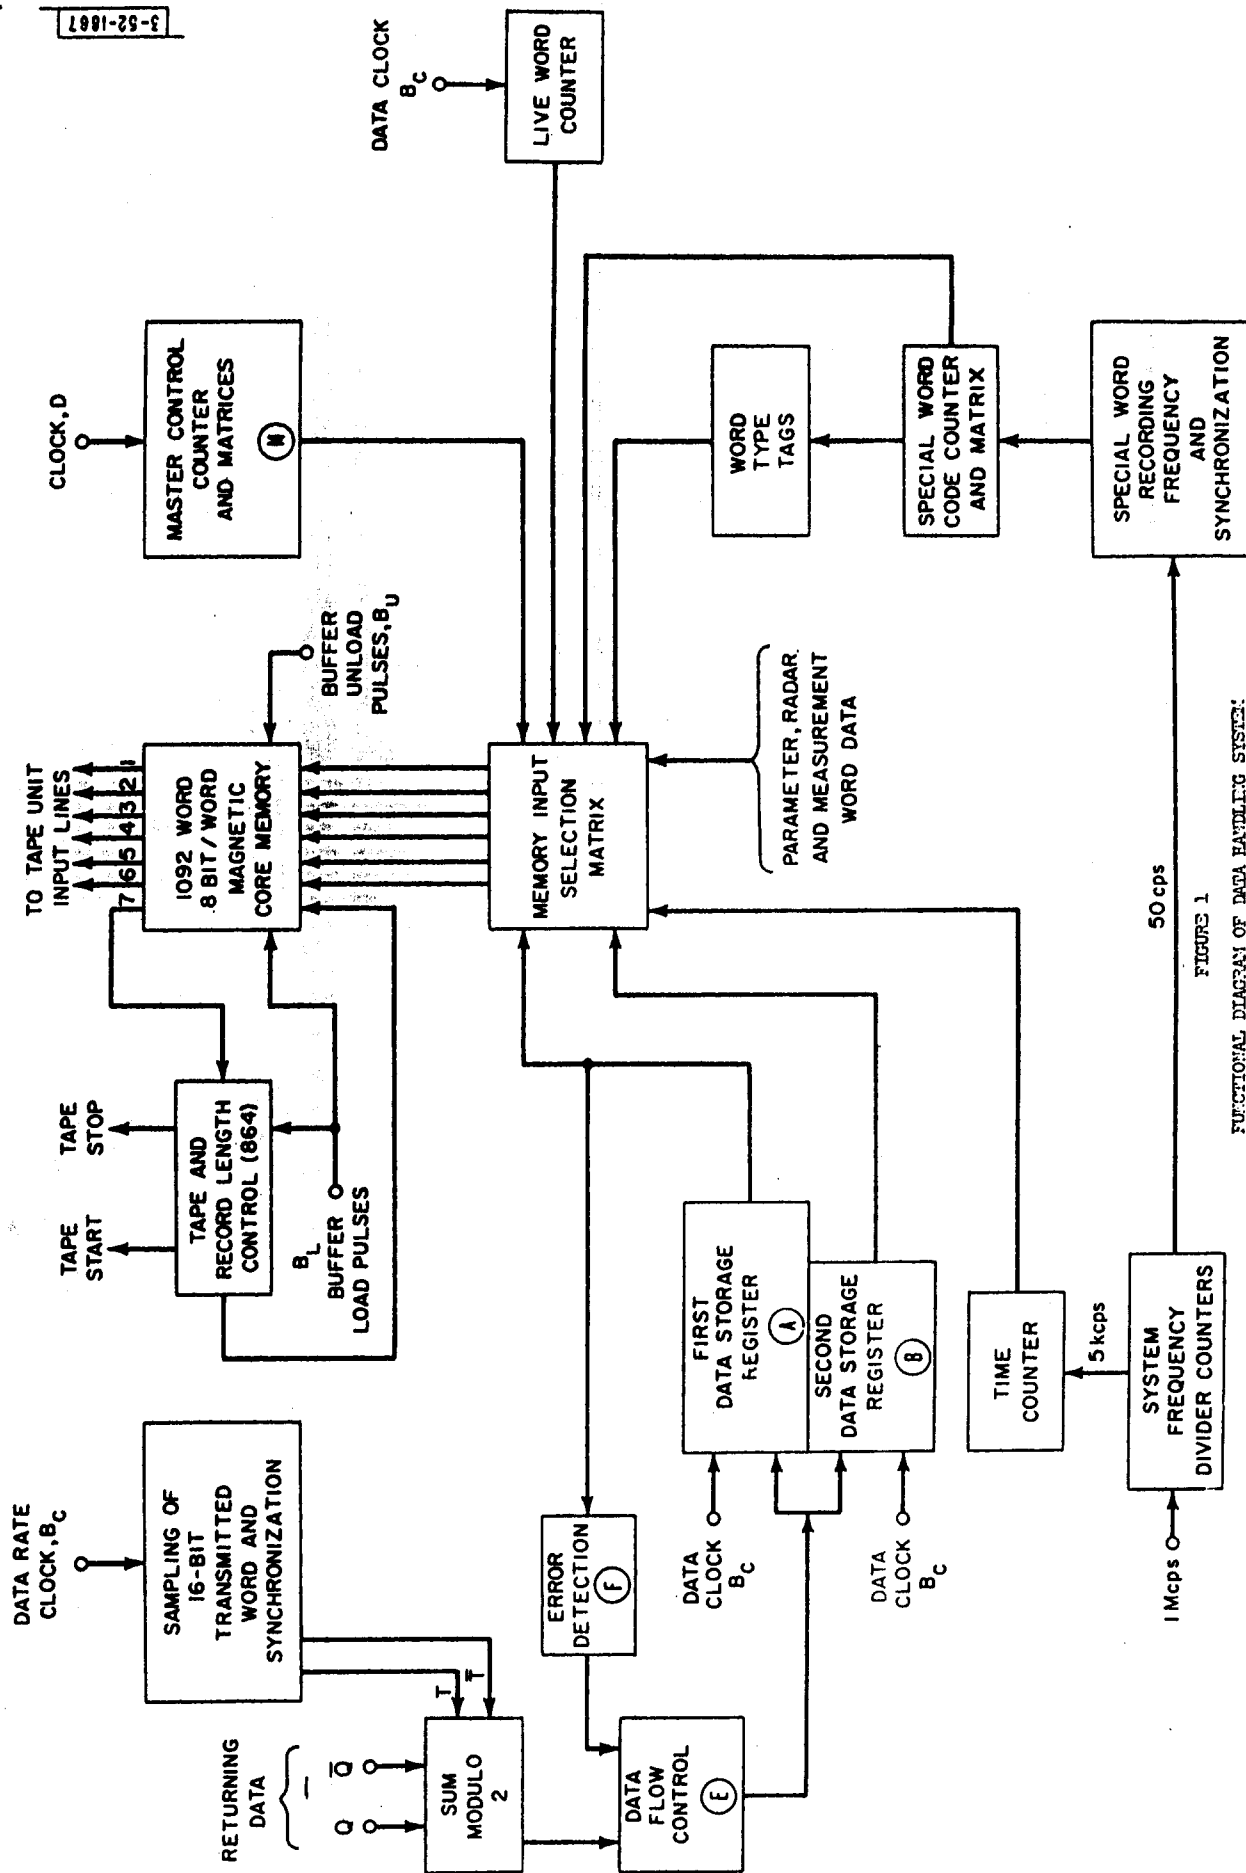 3-52-1867
DATA RATE
CLOCK, BC
SAMPLING OF
16-BIT
TRANSMITTED
WORD AND
SYNCHRONIZATION
RETURNING
DATA
Q
Q̅
T
T̅
SUM
MODULO
2
DATA
FLOW
CONTROL
E
ERROR
DETECTION
F
TAPE
START
TAPE
STOP
TAPE AND
RECORD LENGTH
CONTROL (864)
BL
BUFFER
LOAD PULSES
TO TAPE UNIT
INPUT LINES
7 6 5 4 3 2 1
1092 WORD
8 BIT/WORD
MAGNETIC
CORE MEMORY
BUFFER
UNLOAD
PULSES, BU
CLOCK, D
MASTER CONTROL
COUNTER
AND MATRICES
M
DATA CLOCK
BC
LIVE WORD
COUNTER
MEMORY INPUT
SELECTION
MATRIX
FIRST
DATA STORAGE
REGISTER
A
SECOND
DATA STORAGE
REGISTER
B
DATA
CLOCK
BC
DATA
CLOCK
BC
PARAMETER, RADAR
AND MEASUREMENT
WORD DATA
WORD
TYPE
TAGS
SPECIAL WORD
CODE COUNTER
AND MATRIX
SPECIAL WORD
RECORDING
FREQUENCY
AND
SYNCHRONIZATION
TIME
COUNTER
5 kcps
1 Mcps
SYSTEM
FREQUENCY
DIVIDER COUNTERS
50 cps
FIGURE 1
FUNCTIONAL DIAGRAM OF DATA HANDLING SYSTEM